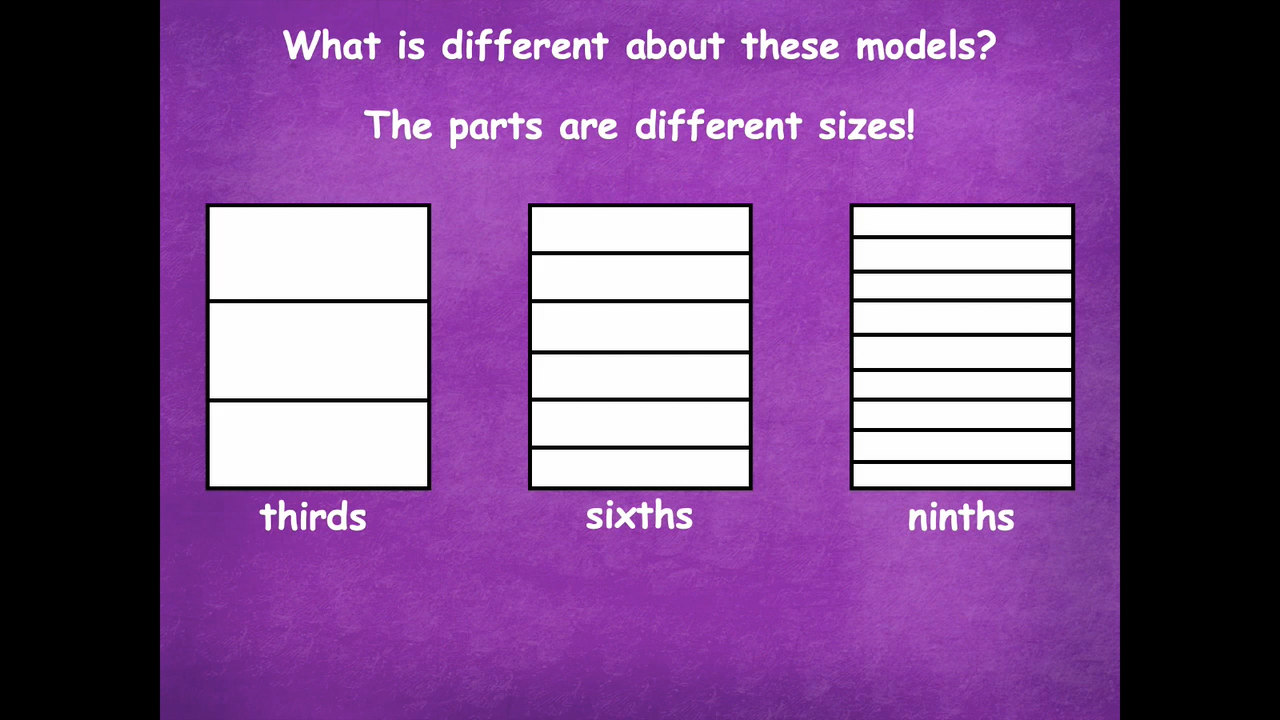 What is different about these models?
The parts are different sizes!
thirds
sixths
ninths